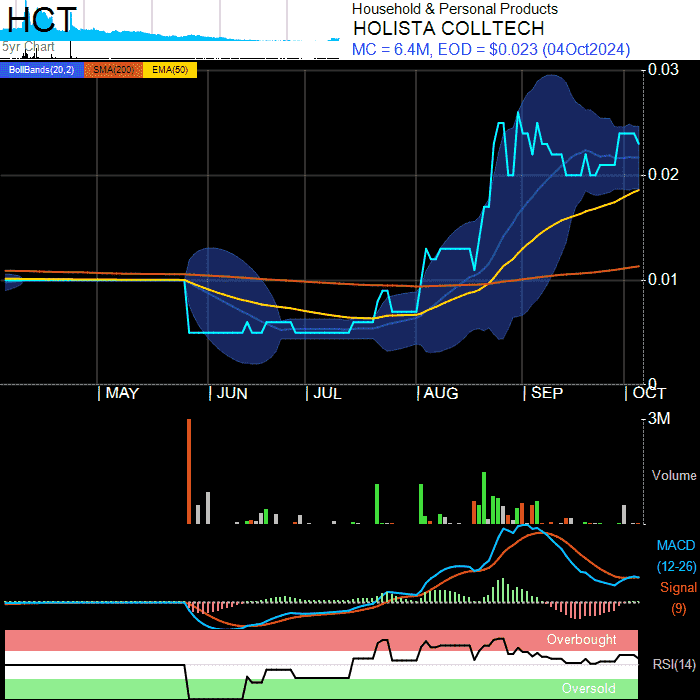 HCT
5yr Chart
Household & Personal Products
HOLISTA COLLTECH
MC = 6.4M, EOD = $0.023 (04Oct2024)
BollBands(20,2) SMA(200) EMA(50)
0.03
0.02
0.01
0
MAY JUN JUL AUG SEP OCT
3M
Volume
MACD
(12-26)
Signal
(9)
Overbought
RSI(14)
Oversold